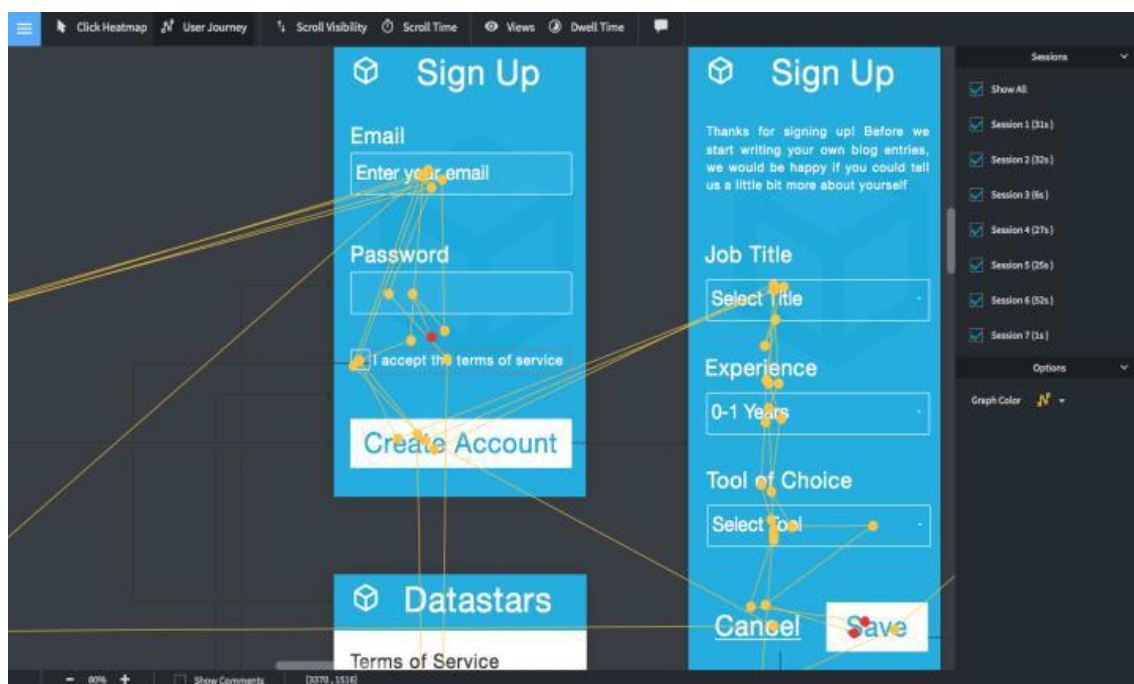 Click Heatmap User Journey Scroll Visibility Scroll Time Views Dwell Time
Sign Up
Email
Enter your email
Password
I accept the terms of service
Create Account
Datastars
Terms of Service
Sign Up
Thanks for signing up! Before we
start writing your own blog entries,
we would be happy if you could tell
us a little bit more about yourself
Job Title
Select Title
Experience
0-1 Years
Tool of Choice
Select Tool
Cancel Save
Sessions
Show All
Session 1 (31s)
Session 2 (32s)
Session 3 (6s)
Session 4 (27s)
Session 5 (25s)
Session 6 (52s)
Session 7 (1s)
Options
Graph Color
- 80% + Show Comments [3370, 1516]